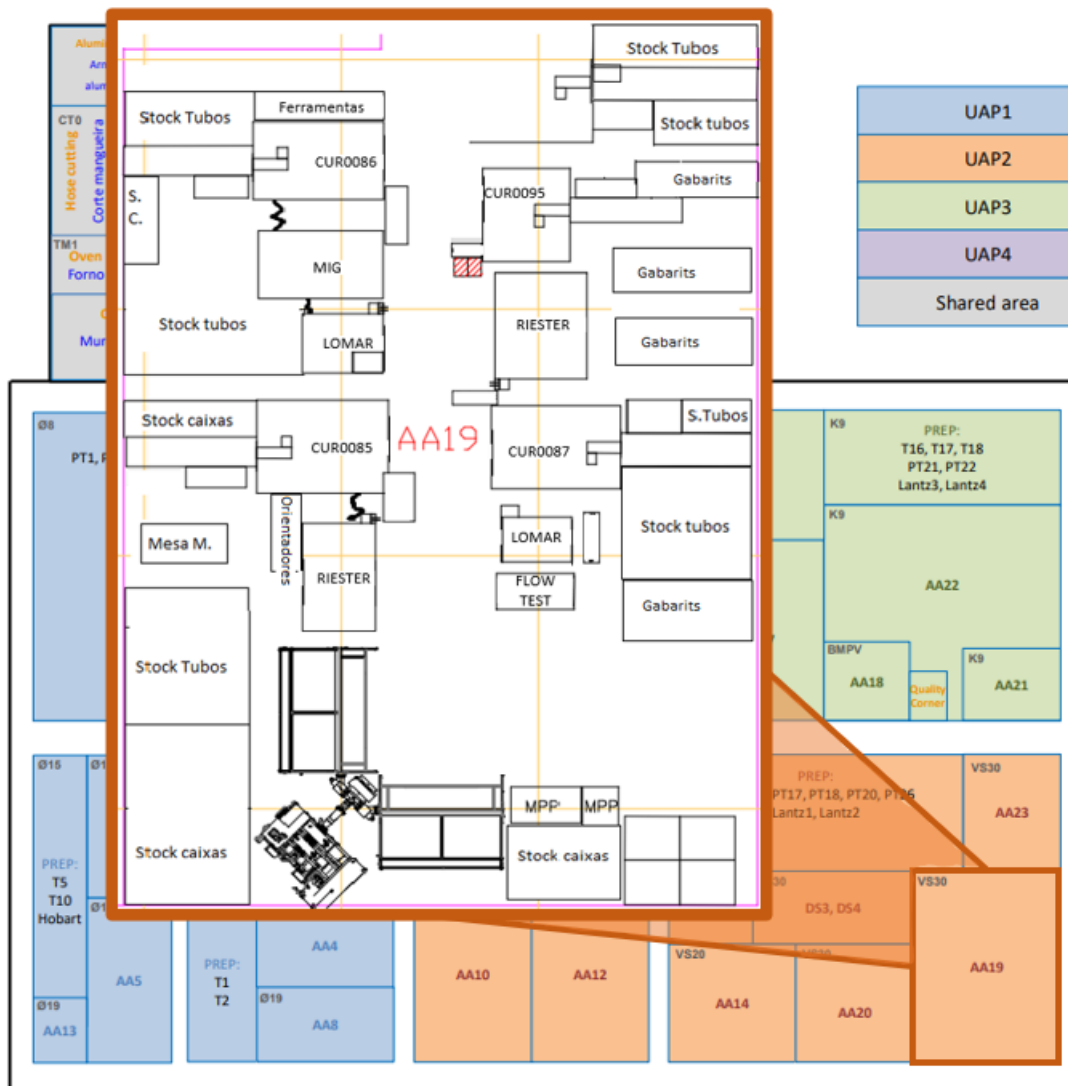 Stock Tubos
Ferramentas
CUR0086
S.
C.
MIG
Stock tubos
LOMAR
Stock caixas
CUR0085
AA19
Orientadores
Mesa M.
RIESTER
Stock Tubos
Stock caixas
Stock Tubos
Stock tubos
Gabarits
CUR0095
Gabarits
RIESTER
Gabarits
S.Tubos
CUR0087
Stock tubos
LOMAR
FLOW
TEST
Gabarits
MPP'
MPP
Stock caixas
UAP1
UAP2
UAP3
UAP4
Shared area
CT0
Hose cutting
Corte mangueira
TM1
Oven
Forno
Ø8
PT1,
K9
PREP:
T16, T17, T18
PT21, PT22
Lantz3, Lantz4
K9
AA22
BMPV
AA18
Quality
Corner
K9
AA21
Ø15
PREP:
T5
T10
Hobart
Ø19
AA13
AA5
PREP:
T1
T2
AA4
Ø19
AA8
AA10
AA12
PREP:
PT17, PT18, PT20, PT26
Lantz1, Lantz2
VS30
AA23
DS3, DS4
VS20
AA14
AA20
VS30
AA19